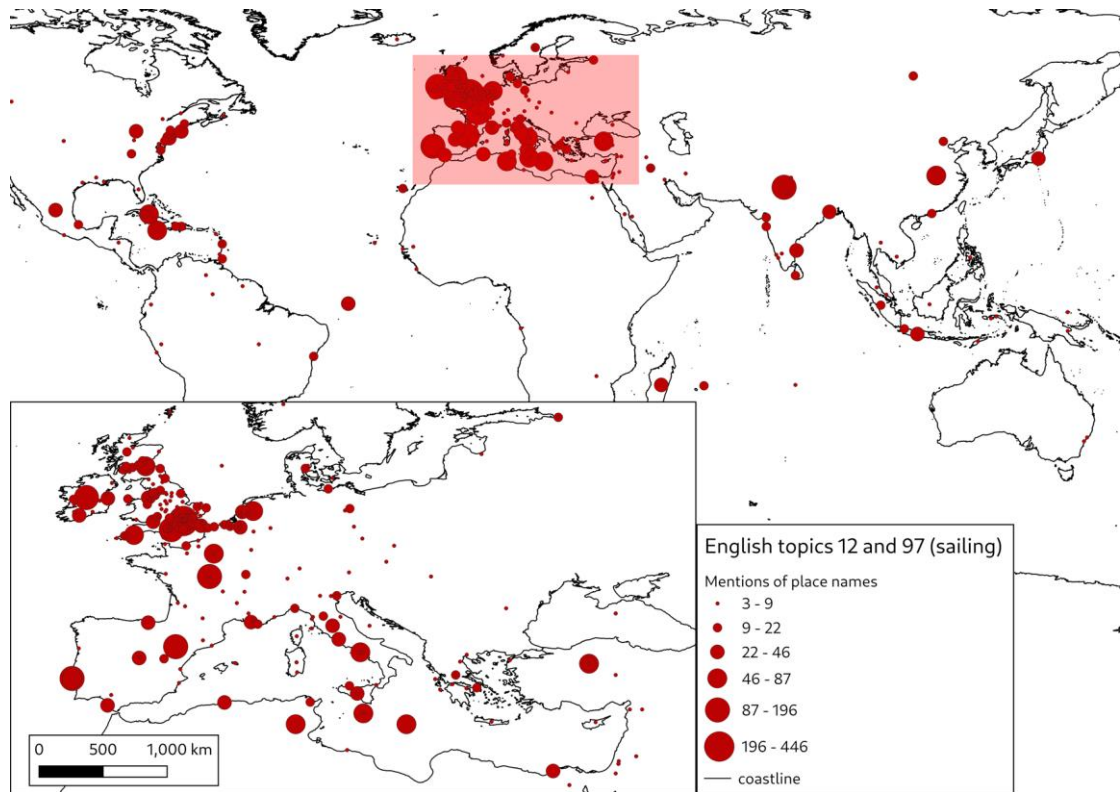 English topics 12 and 97 (sailing)
Mentions of place names
3 - 9
9 - 22
22 - 46
46 - 87
87 - 196
196 - 446
coastline
0 500 1,000 km